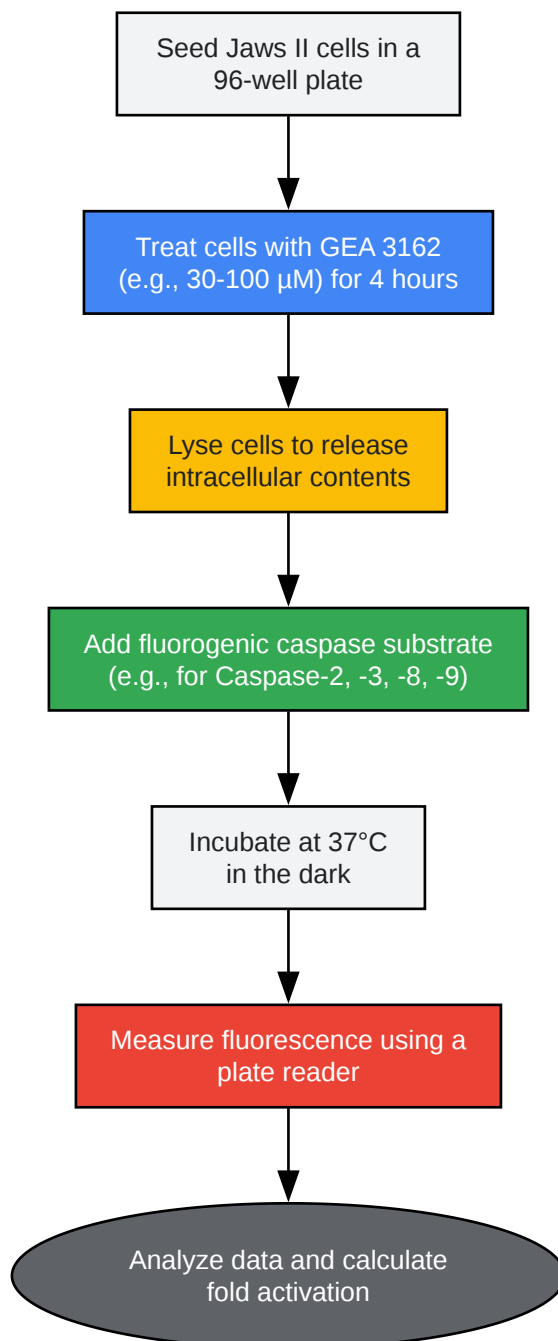 Seed Jaws II cells in a
96-well plate
Treat cells with GEA 3162
(e.g., 30-100 µM) for 4 hours
Lyse cells to release
intracellular contents
Add fluorogenic caspase substrate
(e.g., for Caspase-2, -3, -8, -9)
Incubate at 37°C
in the dark
Measure fluorescence using a
plate reader
Analyze data and calculate
fold activation